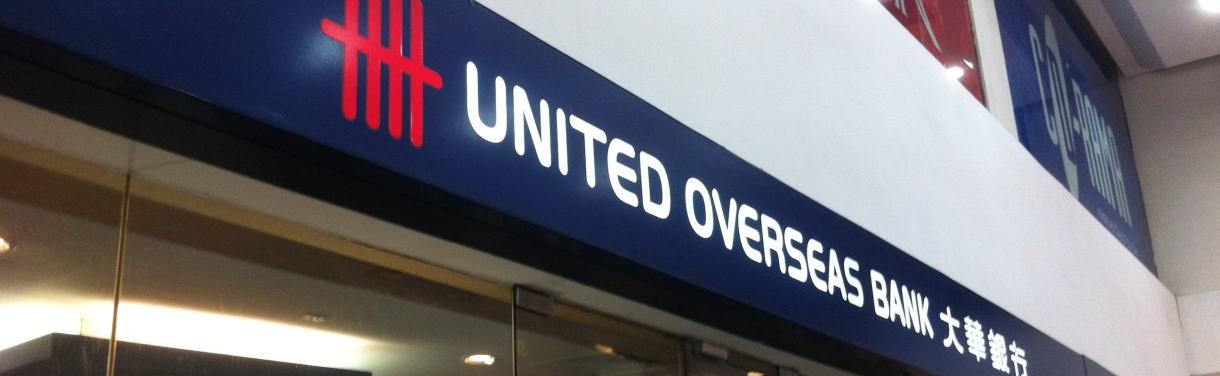 UNITED OVERSEAS BANK 大華銀行